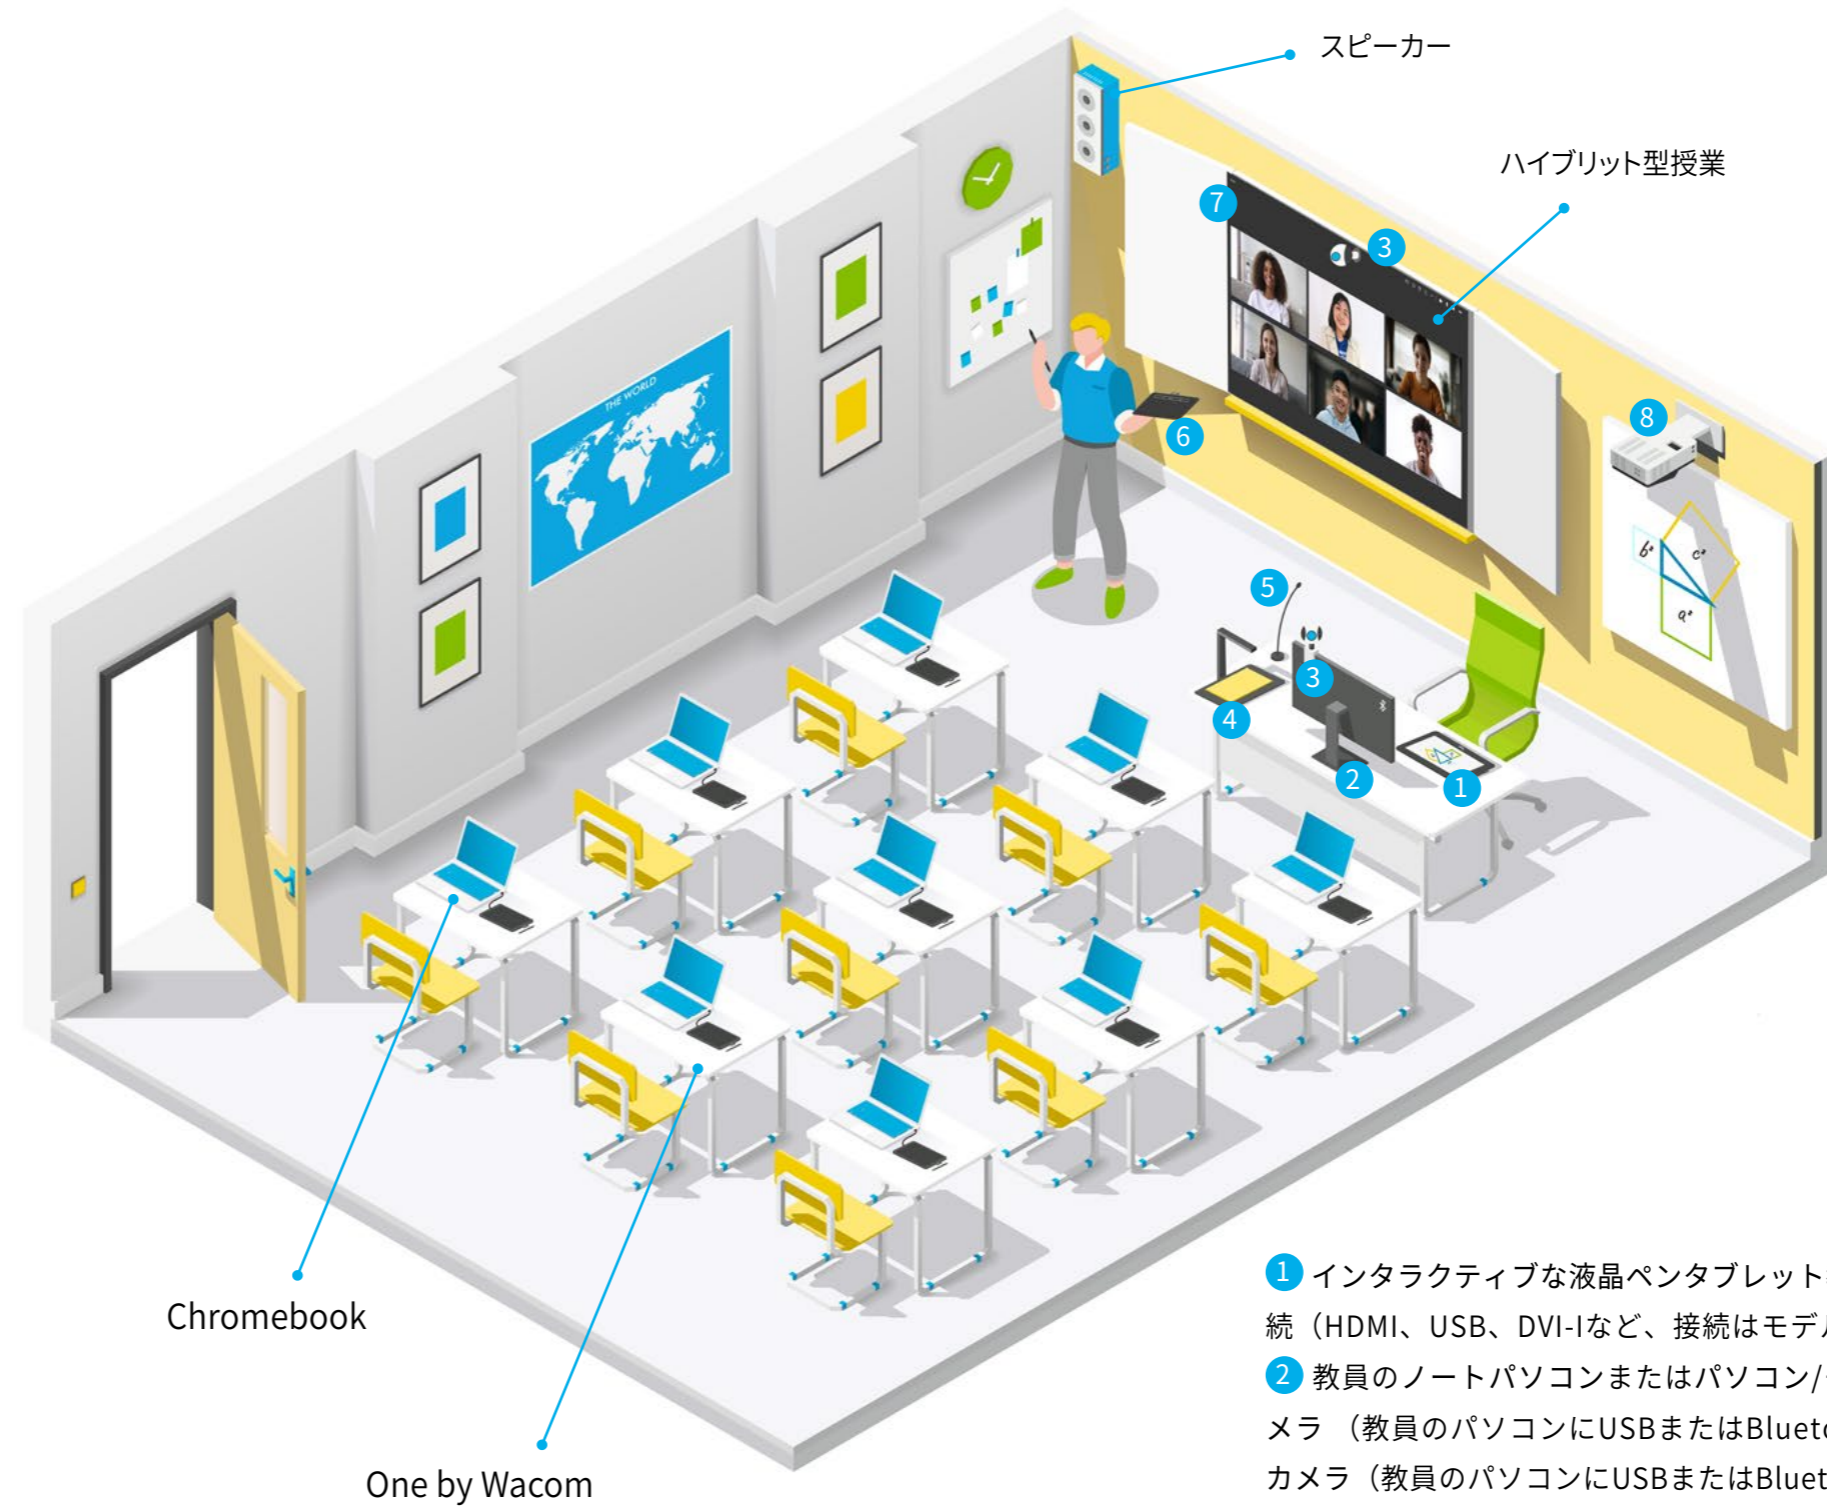 スピーカー
ハイブリット型授業
7
3
8
6
THE WORLD
b²
c²
a²
5
3
4
2
1
Chromebook
One by Wacom
1 インタラクティブな液晶ペンタブレット
続（HDMI、USB、DVI-Iなど、接続はモデ
2 教員のノートパソコンまたはパソコン/
メラ （教員のパソコンにUSBまたはBluet
カメラ（教員のパソコンにUSBまたはBluet